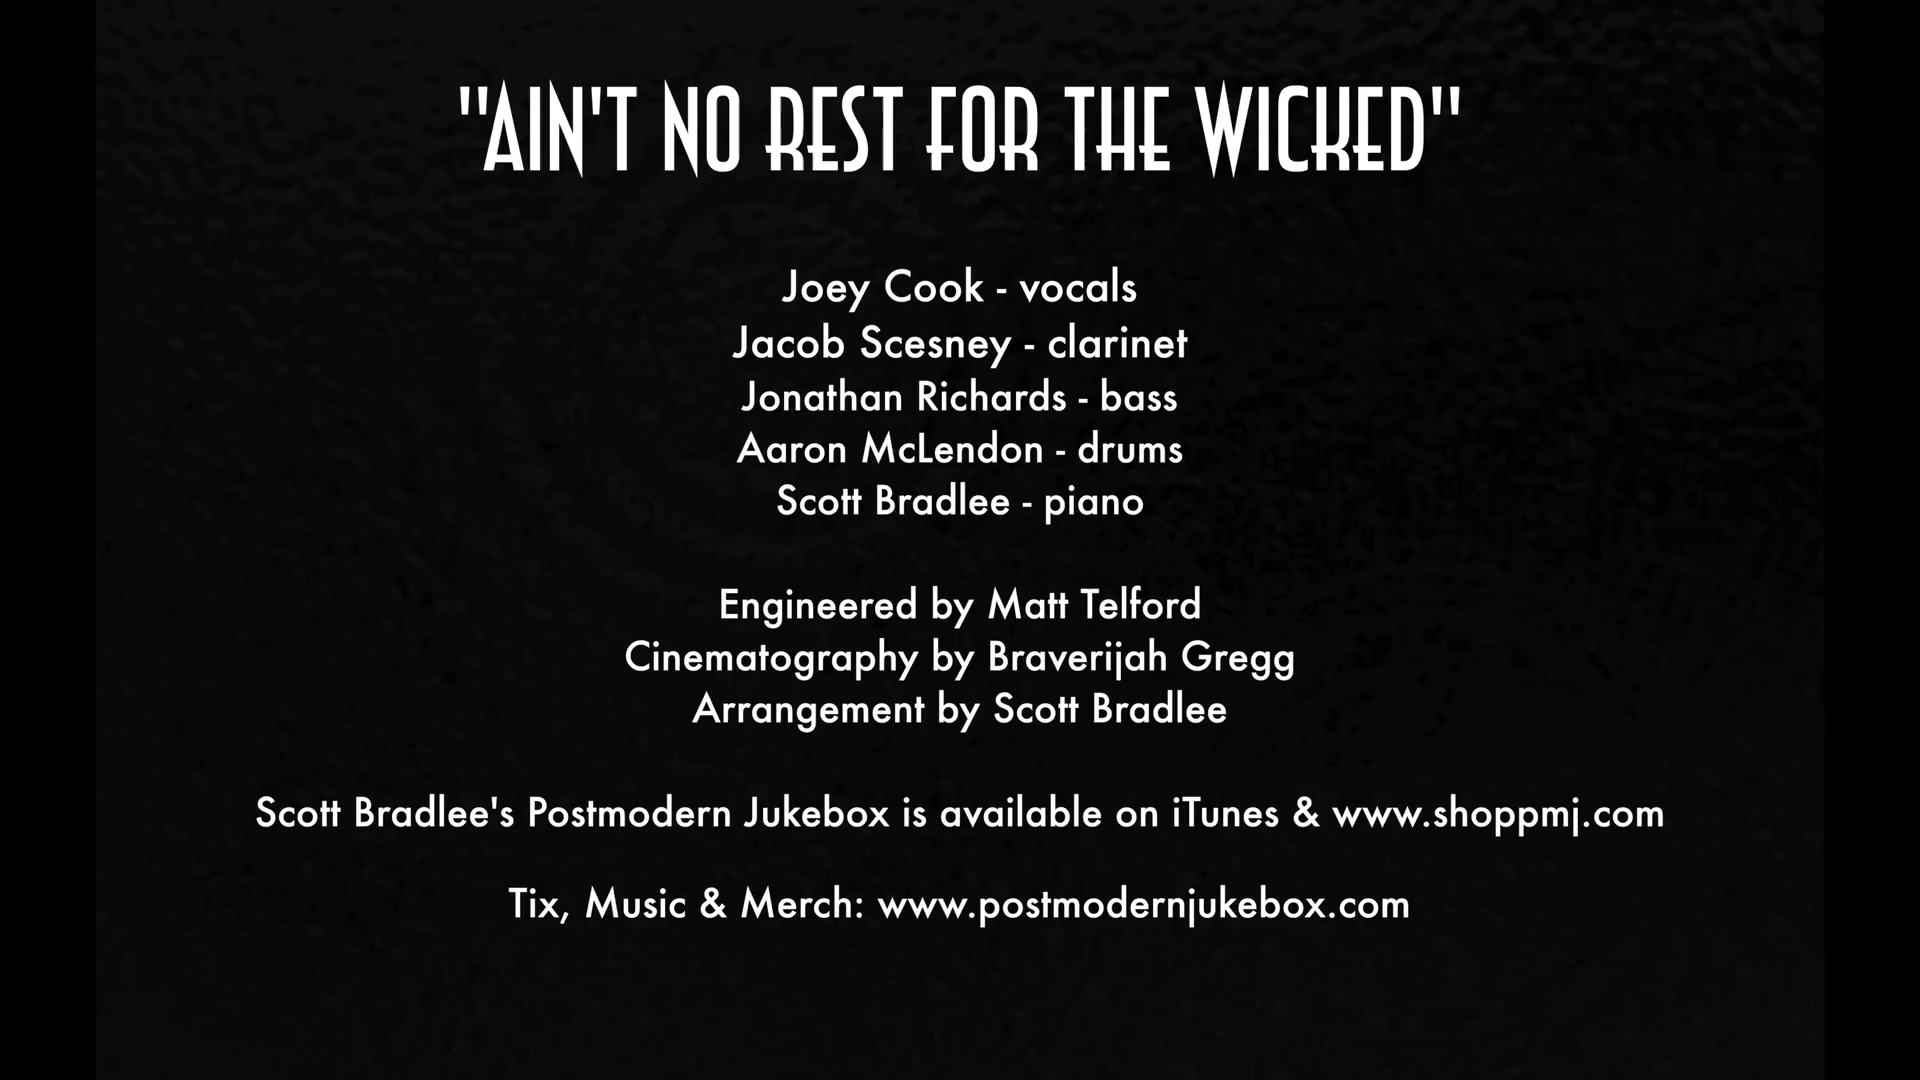 "AIN'T NO REST FOR THE WICKED"
Joey Cook - vocals
Jacob Scesney - clarinet
Jonathan Richards - bass
Aaron McLendon - drums
Scott Bradlee - piano
Engineered by Matt Telford
Cinematography by Braverijah Gregg
Arrangement by Scott Bradlee
Scott Bradlee's Postmodern Jukebox is available on iTunes & www.shoppmj.com
Tix, Music & Merch: www.postmodernjukebox.com